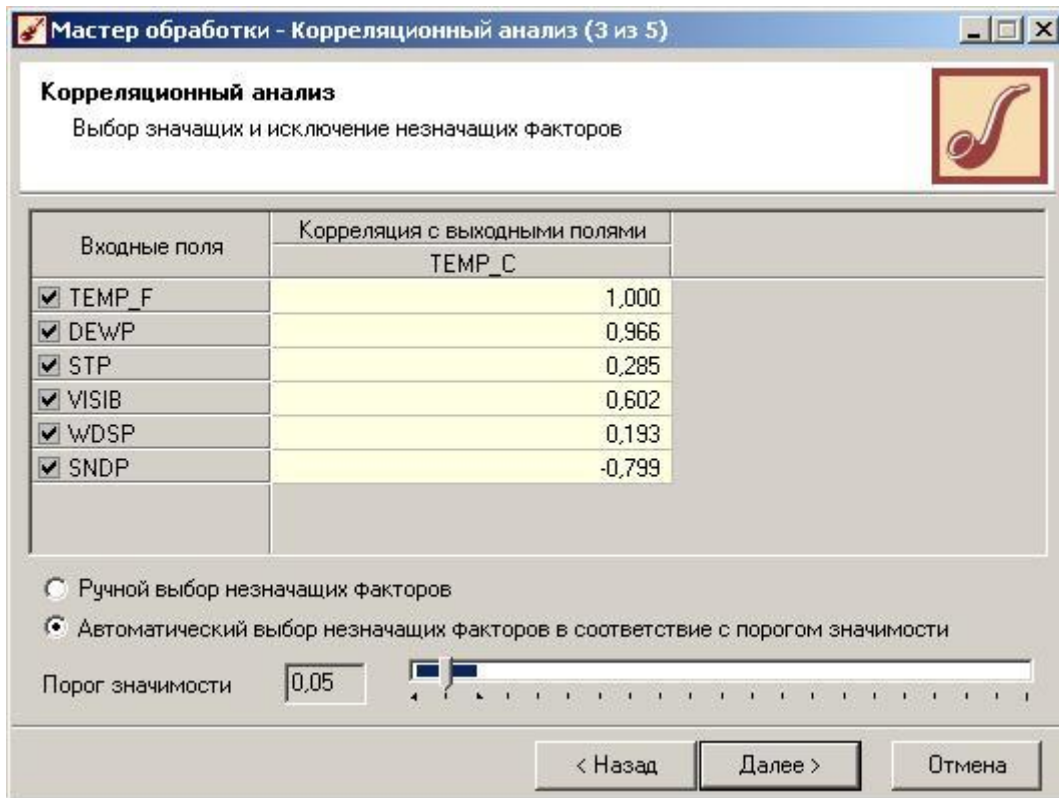 Мастер обработки - Корреляционный анализ (3 из 5)
Корреляционный анализ
Выбор значащих и исключение незначащих факторов
Входные поля
Корреляция с выходными полями
TEMP_C
TEMP_F 1,000
DEWP 0,966
STP 0,285
VISIB 0,602
WDSP 0,193
SNDP -0,799
Ручной выбор незначащих факторов
Автоматический выбор незначащих факторов в соответствие с порогом значимости
Порог значимости 0,05
< Назад Далее > Отмена